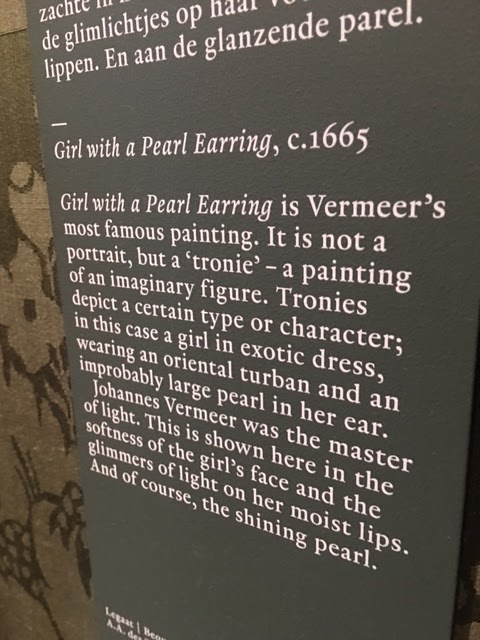 zachte in
de glimlichtjes op haar vo
lippen. En aan de glanzende parel.
—
Girl with a Pearl Earring, c.1665
Girl with a Pearl Earring is Vermeer's
most famous painting. It is not a
portrait, but a 'tronie' – a painting
of an imaginary figure. Tronies
depict a certain type or character;
in this case a girl in exotic dress,
wearing an oriental turban and an
improbably large pearl in her ear.
Johannes Vermeer was the master
of light. This is shown here in the
softness of the girl's face and the
glimmers of light on her moist lips.
And of course, the shining pearl.
Legaat |
A.A. des